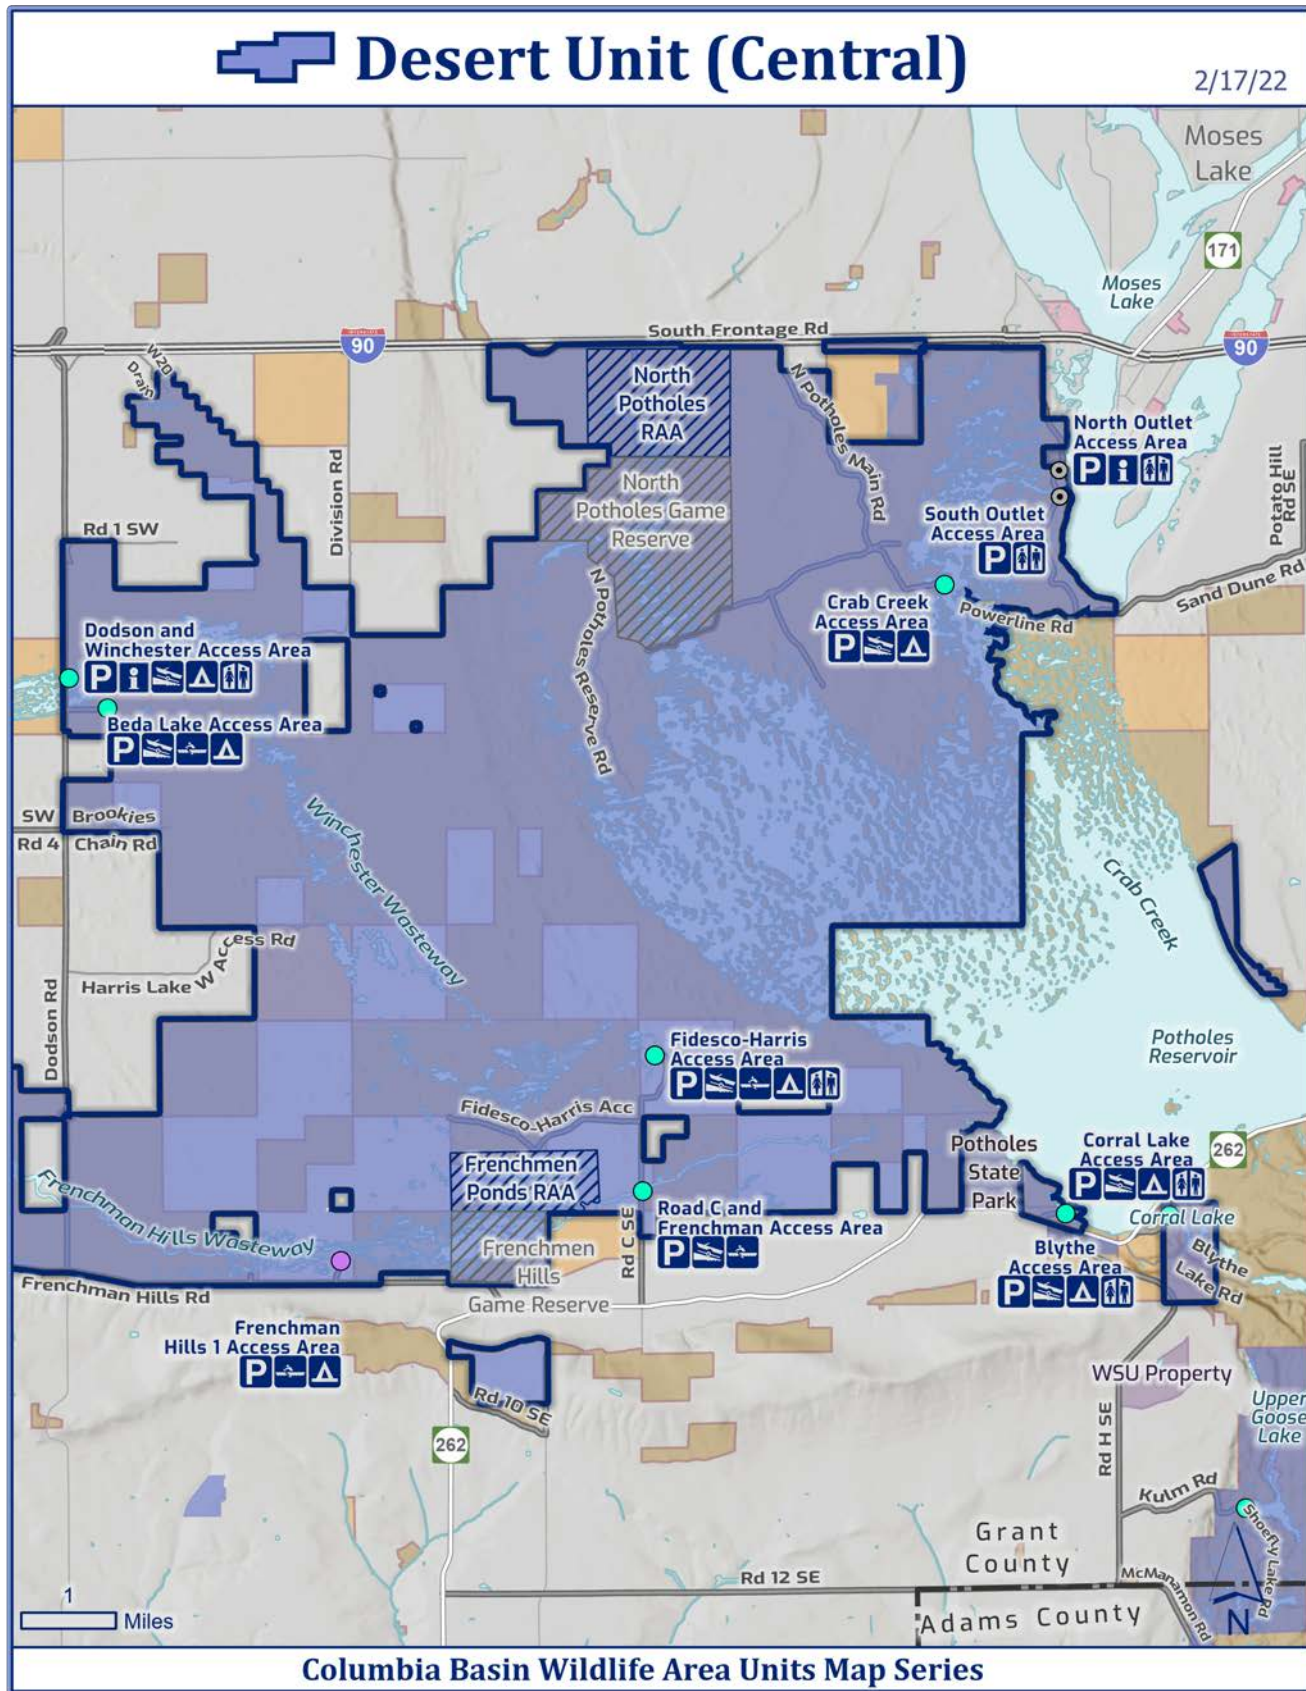 Desert Unit (Central)
2/17/22
Moses
Lake
171
Moses
Lake
South Frontage Rd
INTERSTATE
90
INTERSTATE
90
W20
Drain
North
Potholes
RAA
N Potholes Main Rd
North Outlet
Access Area
P i
Division Rd
North
Potholes Game
Reserve
Potato Hill
Rd SE
South Outlet
Access Area
P
Rd 1 SW
N Potholes Reserve Rd
Sand Dune Rd
Crab Creek
Access Area
P
Powerline Rd
Dodson and
Winchester Access Area
P i
Beda Lake Access Area
P
Winchester Wasteway
SW
Brookies
Rd 4
Chain Rd
Crab Creek
Harris Lake W Access Rd
Dodson Rd
Potholes
Reservoir
Fidesco-Harris
Access Area
P
Fidesco-Harris Acc
Potholes
State
Park
Corral Lake
Access Area
P
262
Frenchmen
Ponds RAA
Frenchman Hills Wasteway
Rd C SE
Road C and
Frenchman Access Area
P
Corral Lake
Blythe
Access Area
P
Blythe
Lake Rd
Frenchmen
Hills
Game Reserve
Frenchman Hills Rd
Frenchman
Hills 1 Access Area
P
Rd 10 SE
262
WSU Property
Upper
Goose
Lake
Rd H SE
Kulm Rd
Shoefly Lake Rd
Grant
County
Rd 12 SE
McManamon Rd
Adams County
N
1
Miles
Columbia Basin Wildlife Area Units Map Series